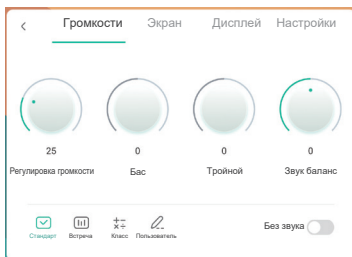 Громкости Экран Дисплей Настройки
25 0 0 0
Регулировка громкости Бас Тройной Звук баланс
Стандарт Встреча Класс Пользователь Без звука